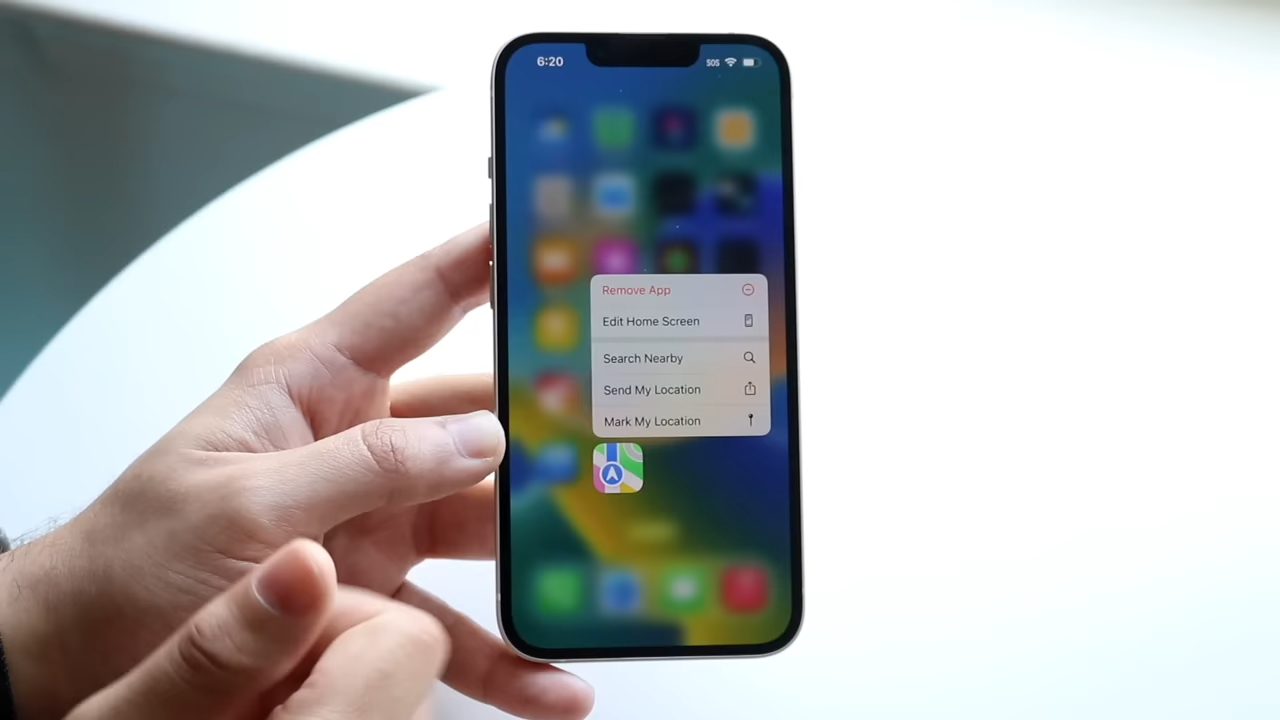 6:20
SOS
Remove App
Edit Home Screen
Search Nearby
Send My Location
Mark My Location